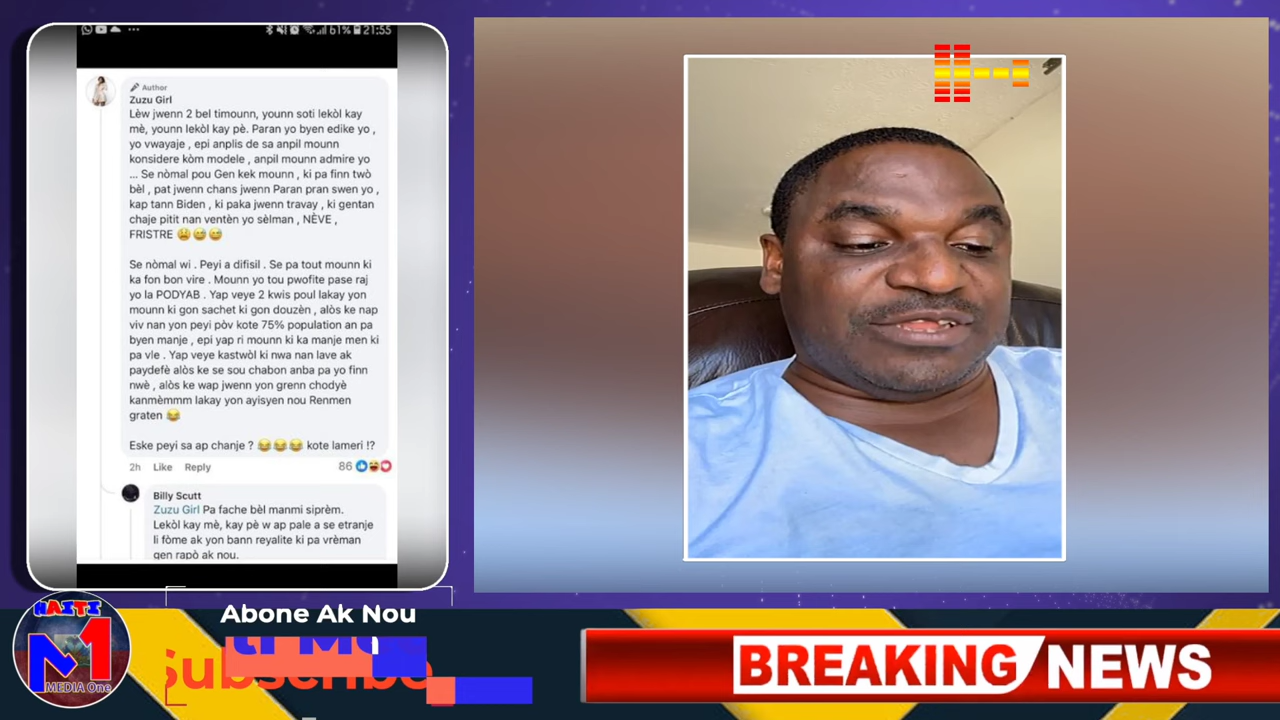 61% 21:55
Author
Zuzu Girl
Lèw jwenn 2 bel timounn, younn soti lekòl kay
mè, younn lekòl kay pè. Paran yo byen edike yo ,
yo vwayaje , epi anplis de sa anpil mounn
konsidere kòm modele , anpil mounn admire yo
... Se nòmal pou Gen kek mounn , ki pa finn twò
bèl , pat jwenn chans jwenn Paran pran swen yo ,
kap tann Biden , ki paka jwenn travay , ki gentan
chaje pitit nan ventèn yo sèlman , NÈVE ,
FRISTRE 😫😅😅
Se nòmal wi . Peyi a difisil . Se pa tout mounn ki
ka fon bon vire . Mounn yo tou pwofite pase raj
yo la PODYAB . Yap veye 2 kwis poul lakay yon
mounn ki gon sachet ki gon douzèn , alòs ke nap
viv nan yon peyi pòv kote 75% population an pa
byen manje , epi yap ri mounn ki ka manje men ki
pa vle . Yap veye kastwòl ki nwa nan lave ak
paydefè alòs ke se sou chabon anba pa yo finn
nwè , alòs ke wap jwenn yon grenn chodyè
kanmèmmm lakay yon ayisyen nou Renmen
graten 😂
Eske peyi sa ap chanje ? 😂😂😂 kote lameri !?
2h Like Reply 86
Billy Scutt
Zuzu Girl Pa fache bèl manmi siprèm.
Lekòl kay mè, kay pè w ap pale a se etranje
li fòme ak yon bann reyalite ki pa vrèman
gen rapò ak nou.
HAITI
M1
MEDIA One
Abone Ak Nou
Subscribe
BREAKING NEWS